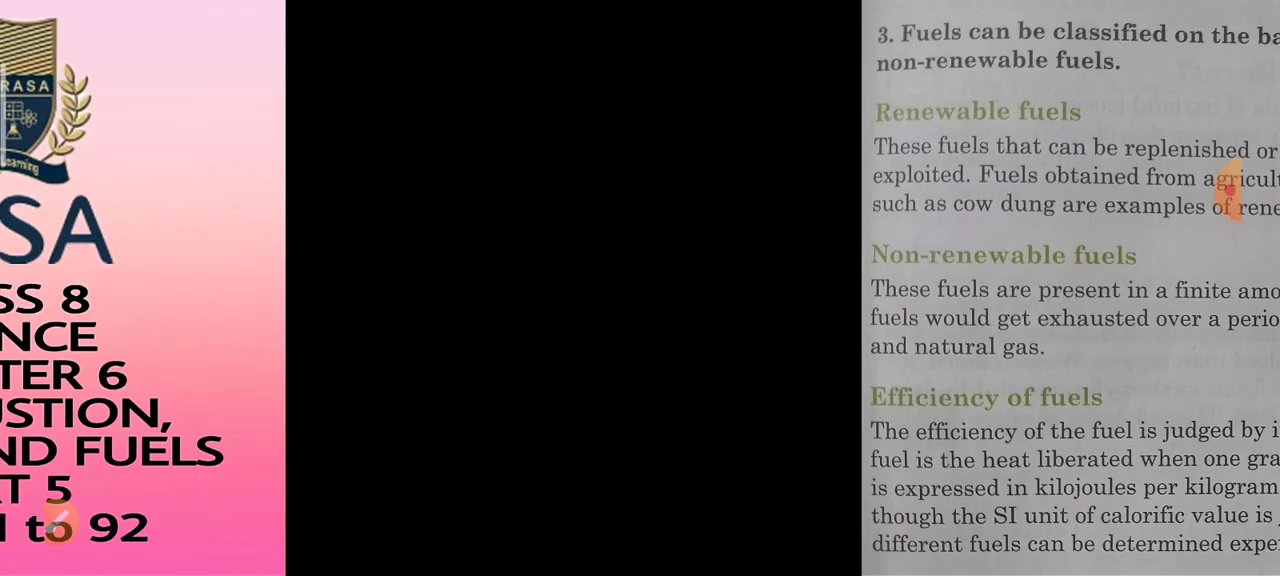 RASA
earning
SA
SS 8
NCE
TER 6
USTION,
ND FUELS
T 5
to 92
3. Fuels can be classified on the ba
non-renewable fuels.
Renewable fuels
These fuels that can be replenished or
exploited. Fuels obtained from agricult
such as cow dung are examples of rene
Non-renewable fuels
These fuels are present in a finite amo
fuels would get exhausted over a perio
and natural gas.
Efficiency of fuels
The efficiency of the fuel is judged by i
fuel is the heat liberated when one gra
is expressed in kilojoules per kilogram
though the SI unit of calorific value is
different fuels can be determined expe